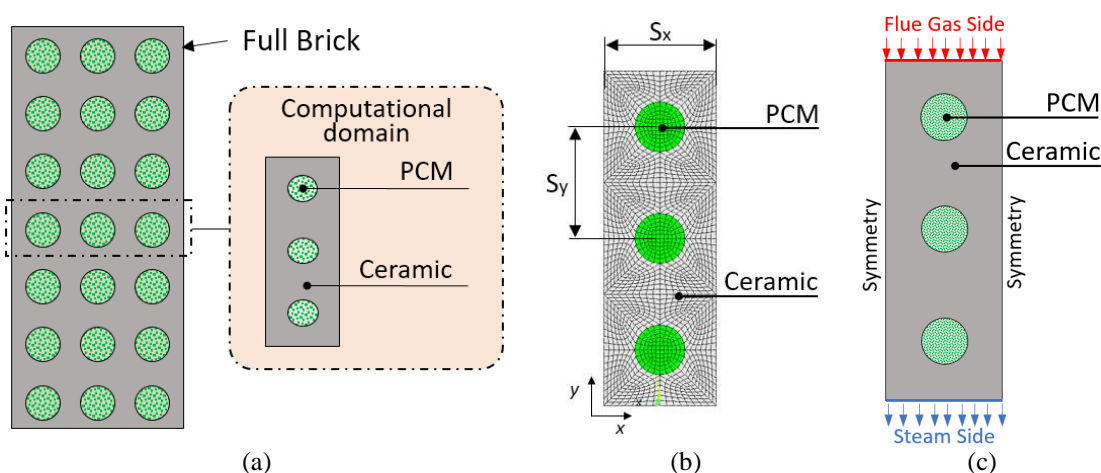 Full Brick
Computational
domain
PCM
Ceramic
(a)
Sx
Sy
PCM
Ceramic
y
x
(b)
Flue Gas Side
PCM
Ceramic
Symmetry
Symmetry
Steam Side
(c)